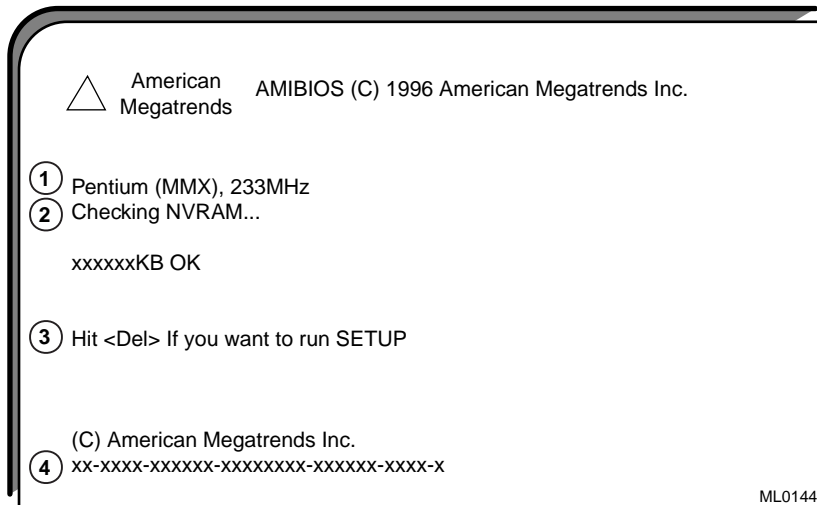 American
Megatrends
AMIBIOS (C) 1996 American Megatrends Inc.
1
Pentium (MMX), 233MHz
2
Checking NVRAM...
xxxxxxKB OK
3
Hit <Del> If you want to run SETUP
(C) American Megatrends Inc.
4
xx-xxxx-xxxxxx-xxxxxxxx-xxxxxx-xxxx-x
ML0144